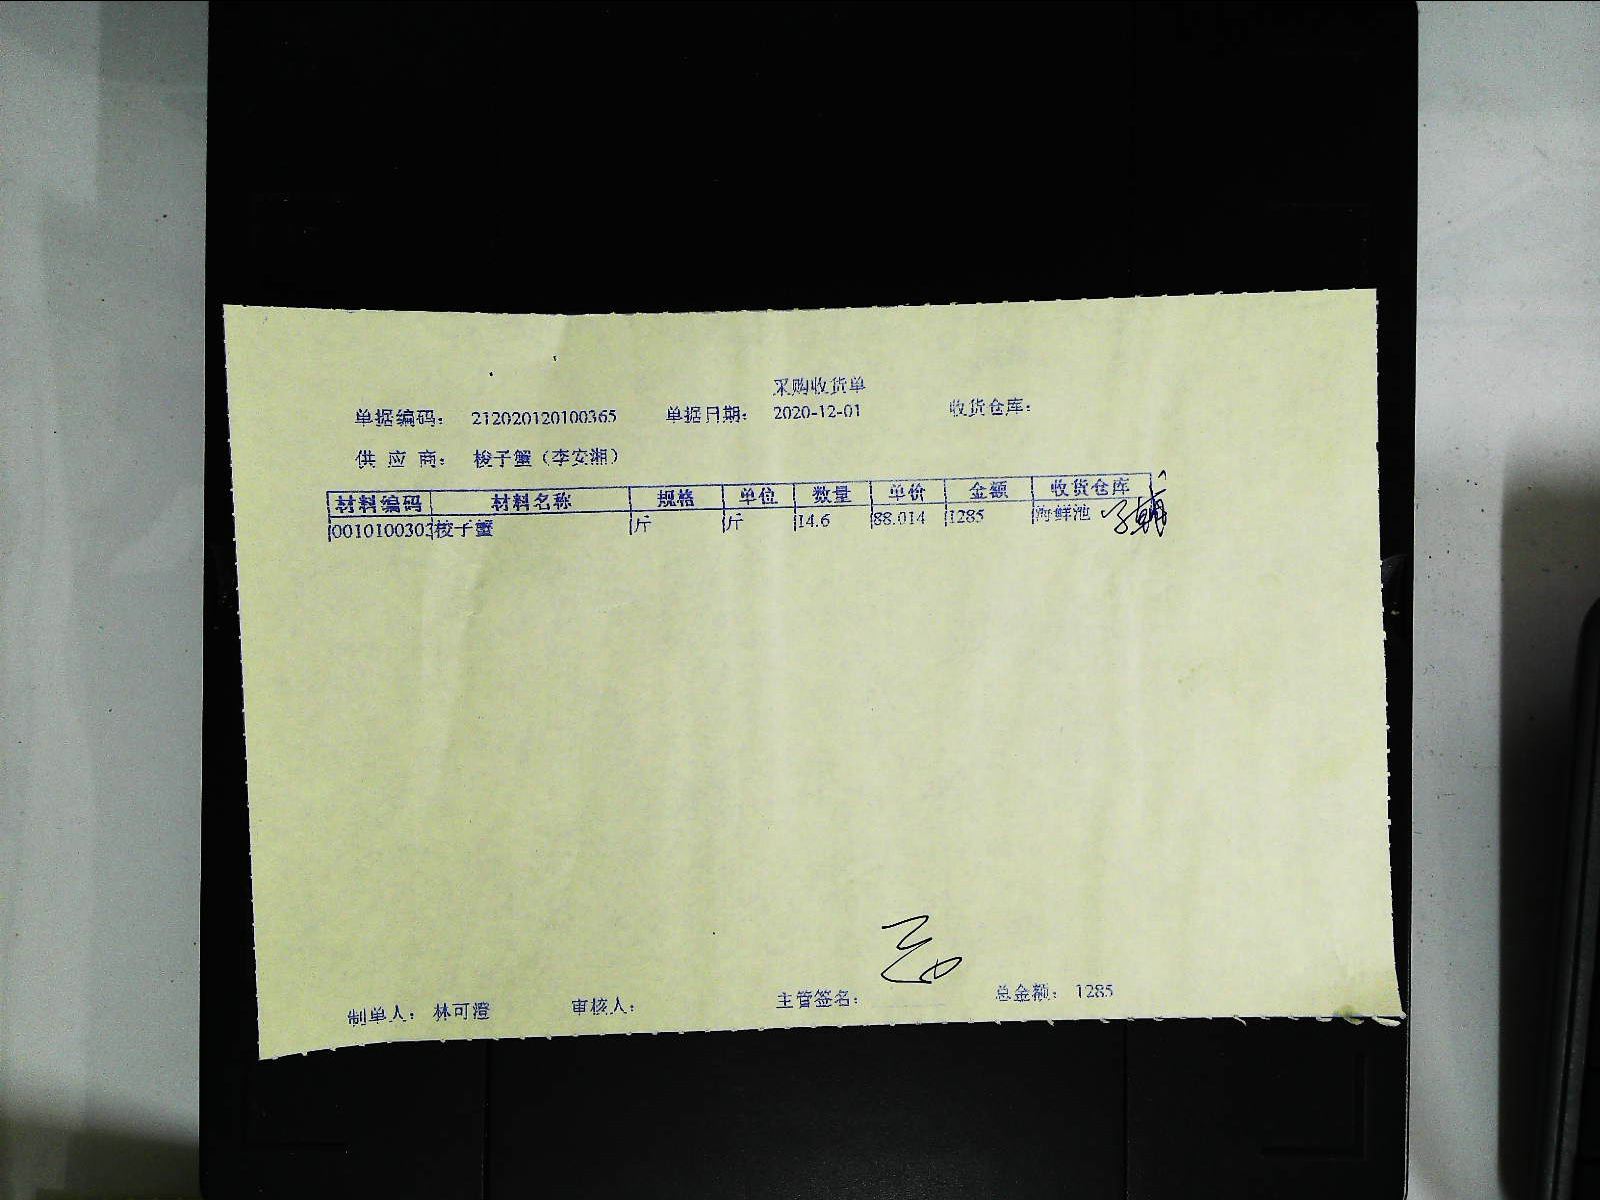 采购收货单
单据编码： 212020120100365 单据日期： 2020-12-01 收货仓库：
供 应 商： 梭子蟹（李安湘）
材料编码 材料名称 规格 单位 数量 单价 金额 收货仓库
0010100303 梭子蟹 斤 斤 14.6 88.014 1285 海鲜池
制单人： 林可澄 审核人： 主管签名： 总金额： 1285